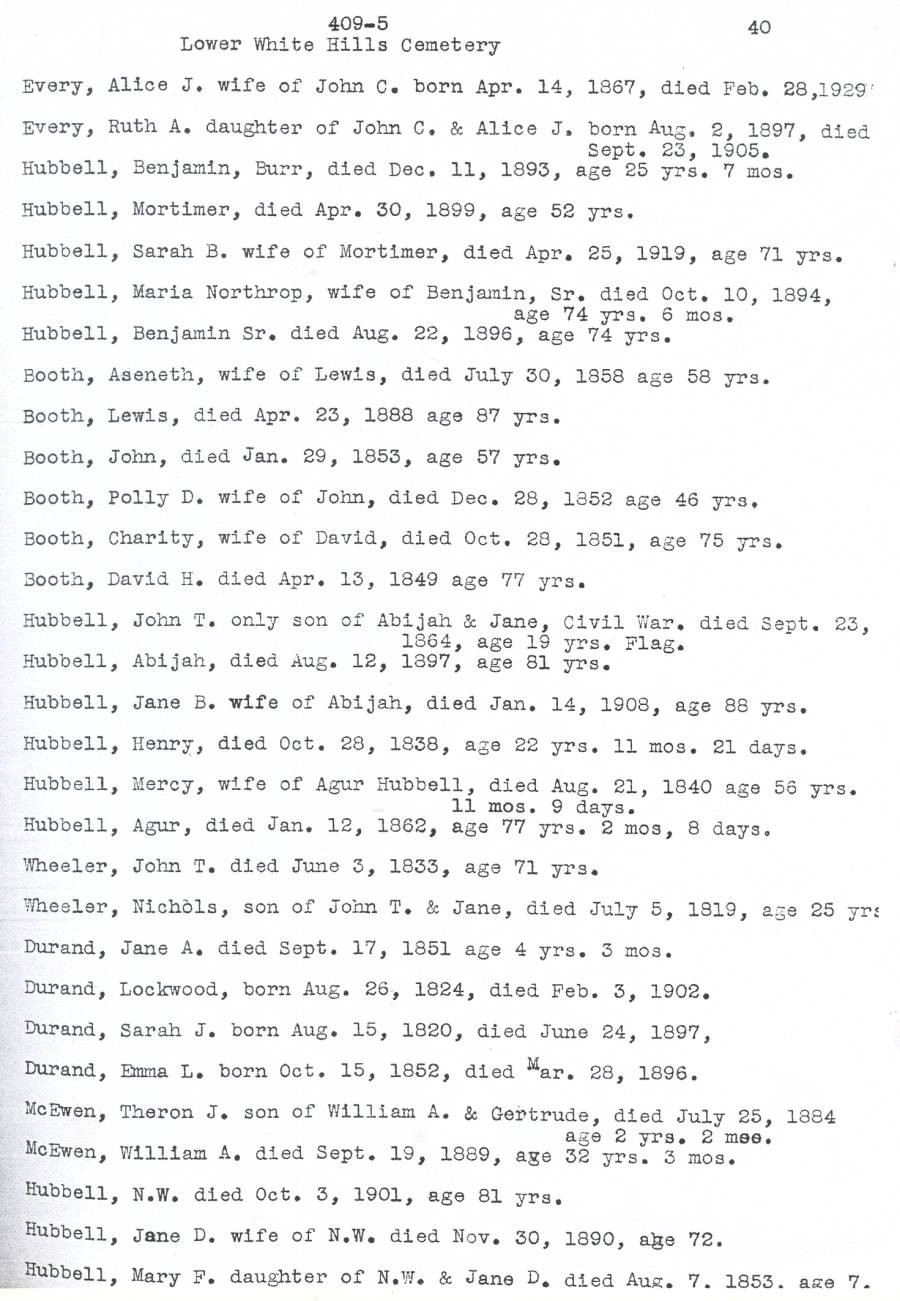 409-5
40
Lower White Hills Cemetery
Every, Alice J. wife of John C. born Apr. 14, 1867, died Feb. 28,1929
Every, Ruth A. daughter of John C. & Alice J. born Aug. 2, 1897, died
Sept. 23, 1905.
Hubbell, Benjamin, Burr, died Dec. 11, 1893, age 25 yrs. 7 mos.
Hubbell, Mortimer, died Apr. 30, 1899, age 52 yrs.
Hubbell, Sarah B. wife of Mortimer, died Apr. 25, 1919, age 71 yrs.
Hubbell, Maria Northrop, wife of Benjamin, Sr. died Oct. 10, 1894,
age 74 yrs. 6 mos.
Hubbell, Benjamin Sr. died Aug. 22, 1896, age 74 yrs.
Booth, Aseneth, wife of Lewis, died July 30, 1858 age 58 yrs.
Booth, Lewis, died Apr. 23, 1888 age 87 yrs.
Booth, John, died Jan. 29, 1853, age 57 yrs.
Booth, Polly D. wife of John, died Dec. 28, 1852 age 46 yrs.
Booth, Charity, wife of David, died Oct. 28, 1851, age 75 yrs.
Booth, David H. died Apr. 13, 1849 age 77 yrs.
Hubbell, John T. only son of Abijah & Jane, Civil War. died Sept. 23,
1864, age 19 yrs. Flag.
Hubbell, Abijah, died Aug. 12, 1897, age 81 yrs.
Hubbell, Jane B. wife of Abijah, died Jan. 14, 1908, age 88 yrs.
Hubbell, Henry, died Oct. 28, 1838, age 22 yrs. 11 mos. 21 days.
Hubbell, Mercy, wife of Agur Hubbell, died Aug. 21, 1840 age 56 yrs.
11 mos. 9 days.
Hubbell, Agur, died Jan. 12, 1862, age 77 yrs. 2 mos, 8 days.
Wheeler, John T. died June 3, 1833, age 71 yrs.
Wheeler, Nichols, son of John T. & Jane, died July 5, 1819, age 25 yrs
Durand, Jane A. died Sept. 17, 1851 age 4 yrs. 3 mos.
Durand, Lockwood, born Aug. 26, 1824, died Feb. 3, 1902.
Durand, Sarah J. born Aug. 15, 1820, died June 24, 1897,
Durand, Emma L. born Oct. 15, 1852, died Mar. 28, 1896.
McEwen, Theron J. son of William A. & Gertrude, died July 25, 1884
age 2 yrs. 2 mos.
McEwen, William A. died Sept. 19, 1889, age 32 yrs. 3 mos.
Hubbell, N.W. died Oct. 3, 1901, age 81 yrs.
Hubbell, Jane D. wife of N.W. died Nov. 30, 1890, age 72.
Hubbell, Mary F. daughter of N.W. & Jane D. died Aug. 7. 1853. age 7.